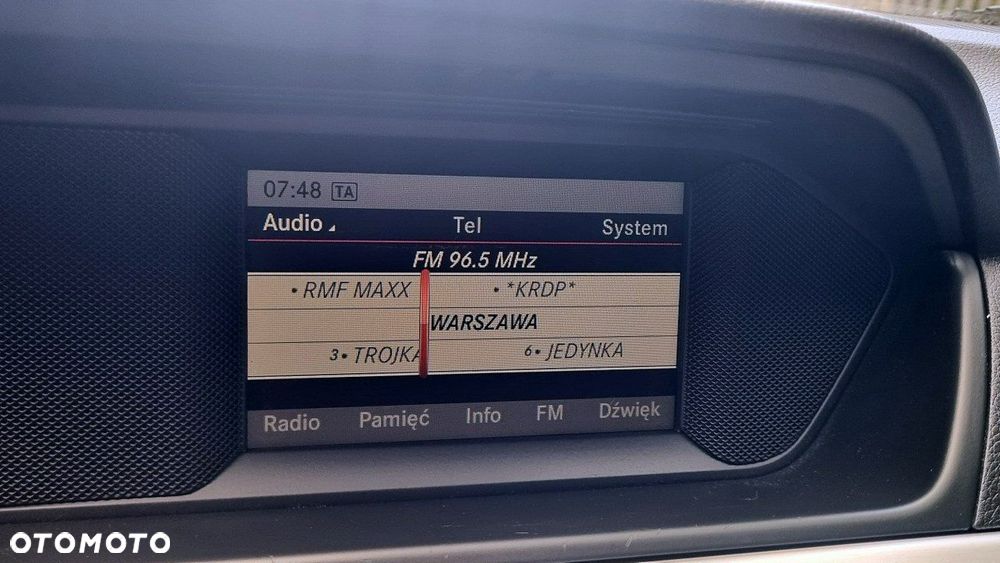 07:48 TA
Audio Tel System
FM 96.5 MHz
• RMF MAXX • *KRDP*
WARSZAWA
3• TROJKA 6• JEDYNKA
Radio Pamięć Info FM Dźwięk
OTOMOTO